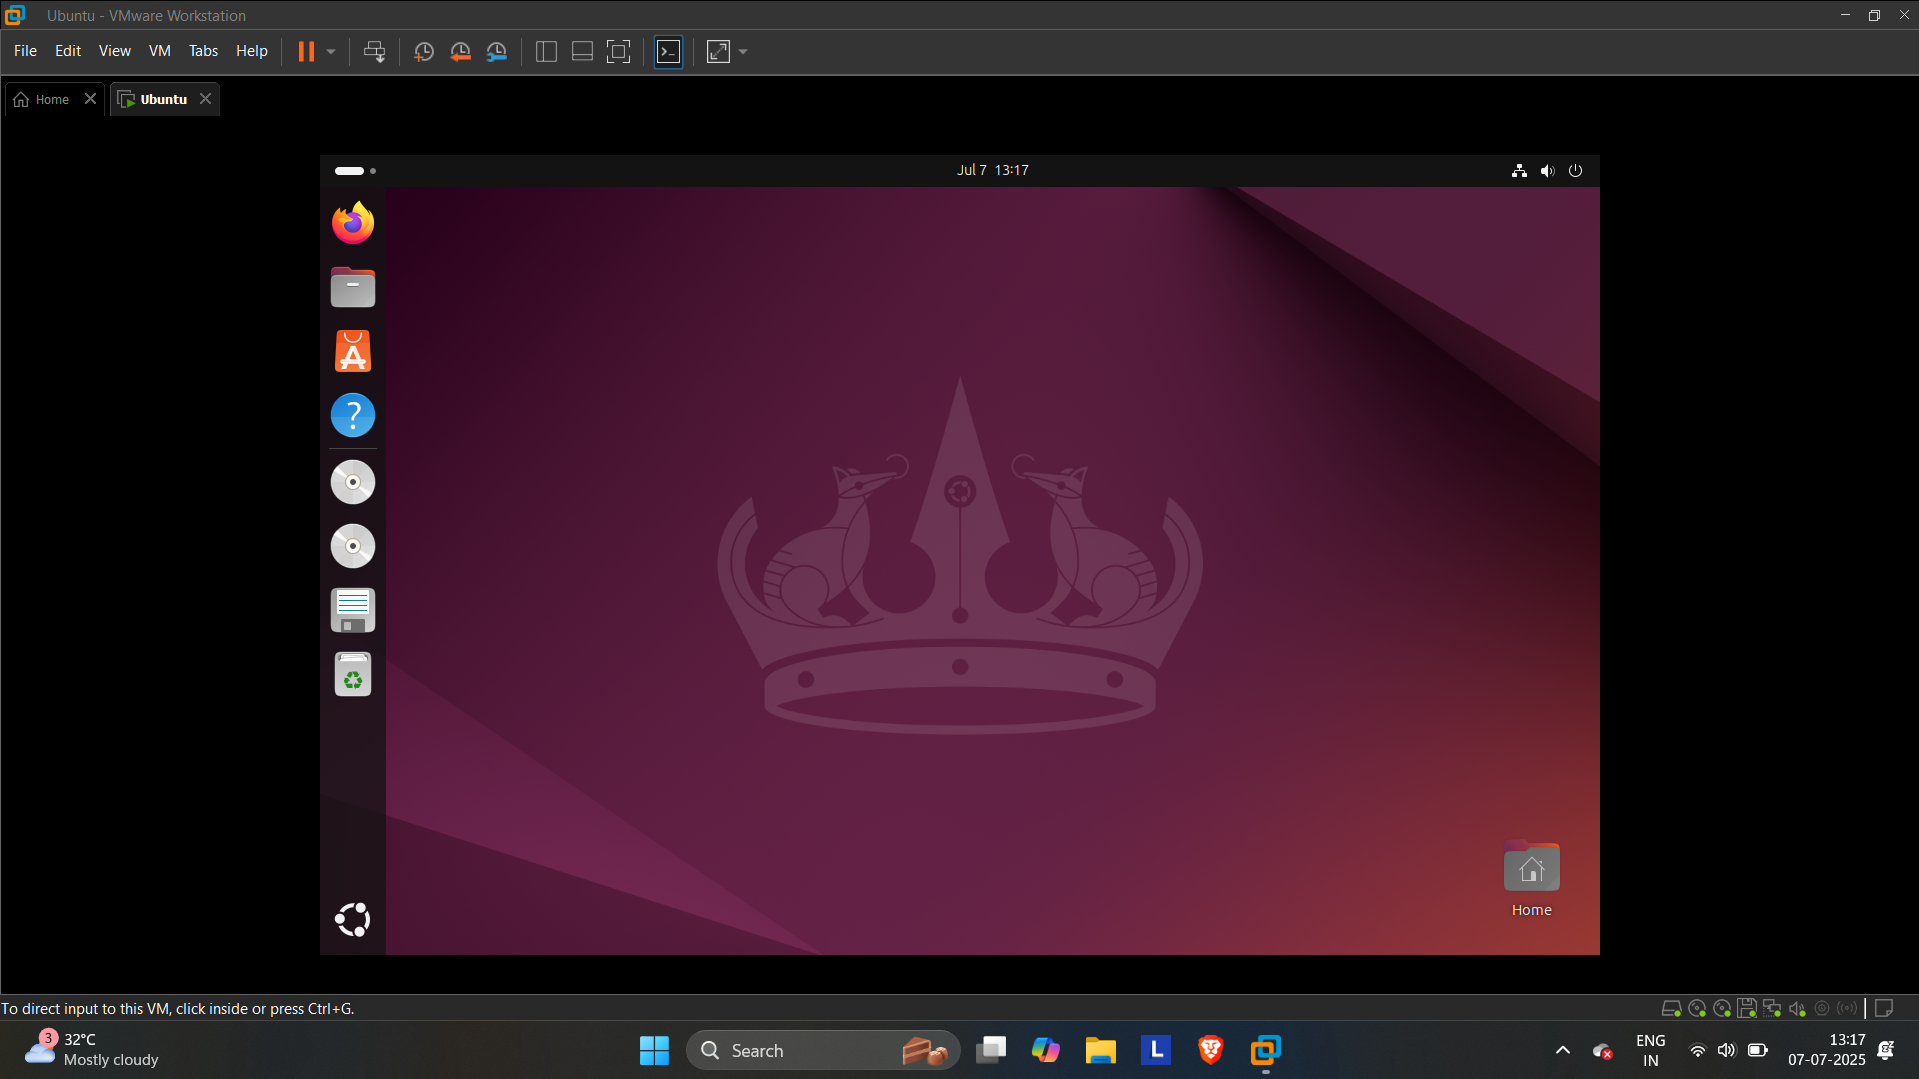 Ubuntu - VMware Workstation
File Edit View VM Tabs Help
Home Ubuntu
Jul 7 13:17
Home
To direct input to this VM, click inside or press Ctrl+G.
3 32°C
Mostly cloudy
Search
L
ENG
IN
13:17
07-07-2025